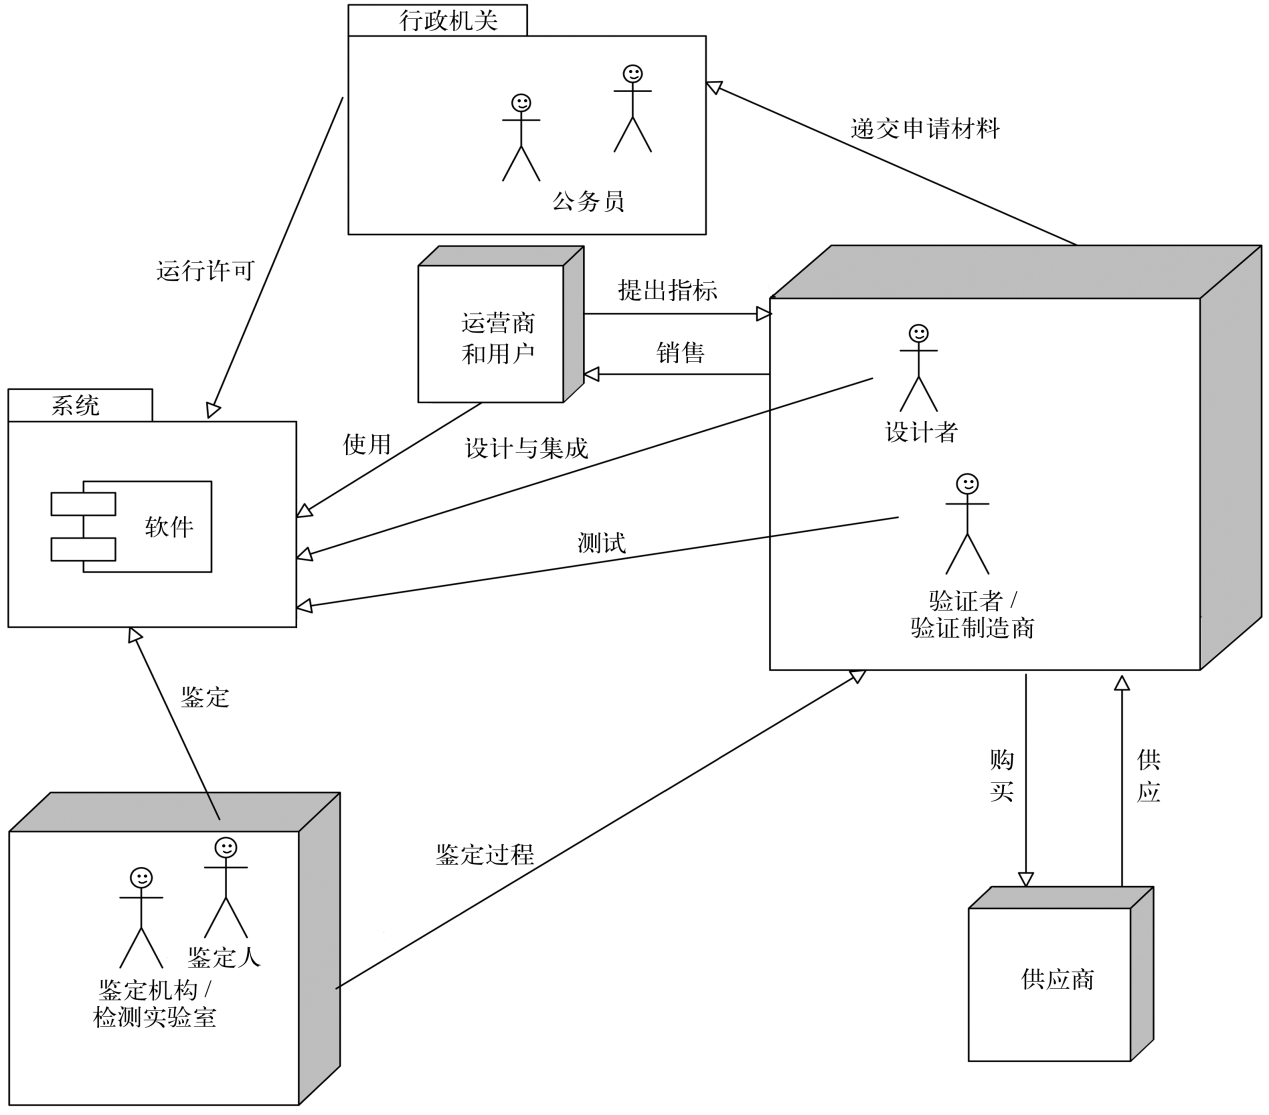 行政机关
公务员
递交申请材料
运行许可
运营商
和用户
提出指标
销售
设计者
系统
软件
使用
设计与集成
测试
验证者 /
验证制造商
鉴定
购
买
供
应
鉴定过程
鉴定人
鉴定机构 /
检测实验室
供应商